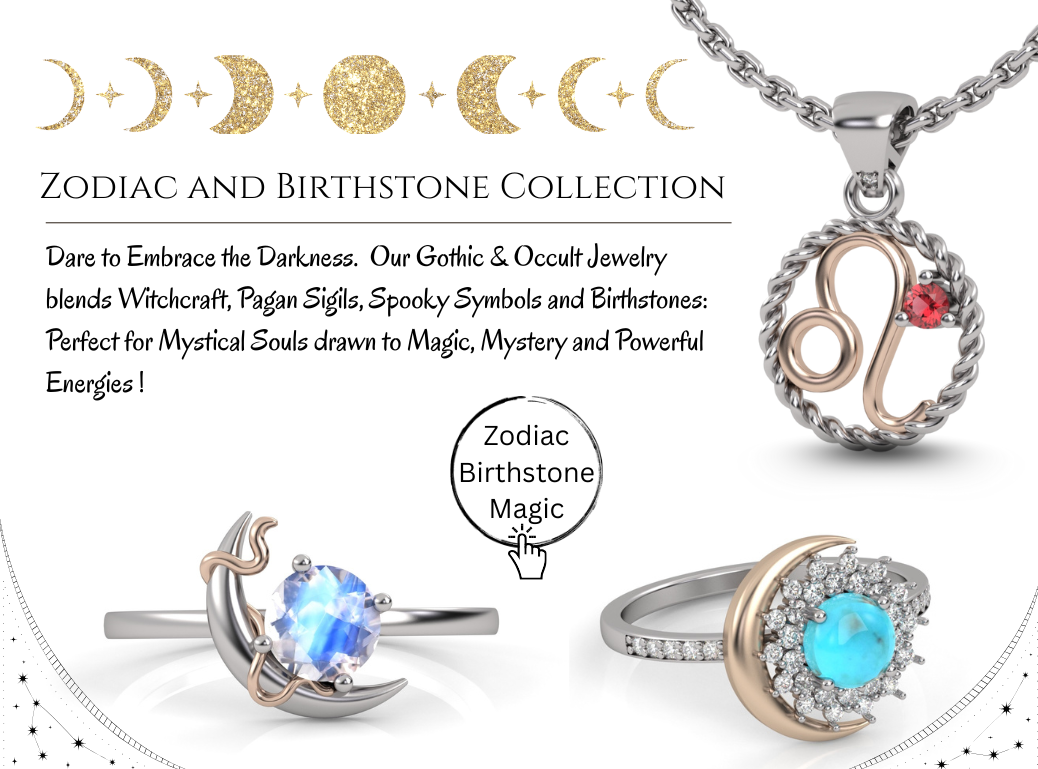 Zodiac and Birthstone Collection
Dare to Embrace the Darkness. Our Gothic & Occult Jewelry
blends Witchcraft, Pagan Sigils, Spooky Symbols and Birthstones:
Perfect for Mystical Souls drawn to Magic, Mystery and Powerful
Energies !
Zodiac
Birthstone
Magic